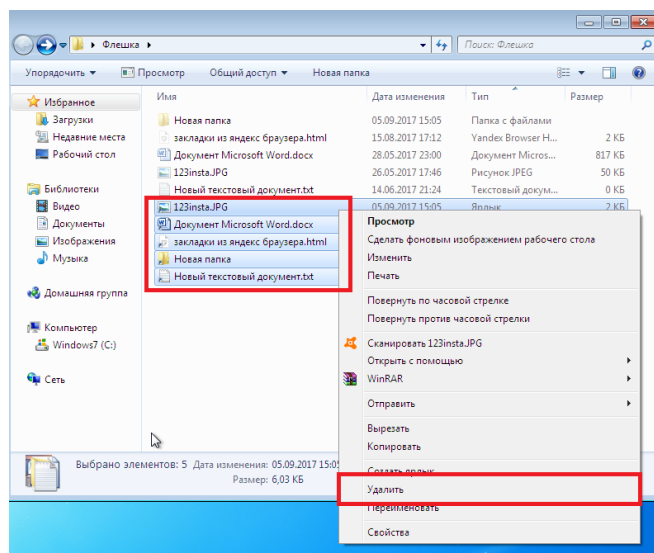 Флешка
Поиск: Флешка
Упорядочить Просмотр Общий доступ Новая папка
Избранное
Загрузки
Недавние места
Рабочий стол
Библиотеки
Видео
Документы
Изображения
Музыка
Домашняя группа
Компьютер
Windows7 (C:)
Сеть
Имя Дата изменения Тип Размер
Новая папка 05.09.2017 15:05 Папка с файлами
закладки из яндекс браузера.html 15.08.2017 17:12 Yandex Browser H... 2 КБ
Документ Microsoft Word.docx 28.05.2017 23:00 Документ Micros... 817 КБ
123insta.JPG 26.05.2017 17:46 Рисунок JPEG 50 КБ
Новый текстовый документ.txt 14.06.2017 21:24 Текстовый докум... 0 КБ
123insta.JPG 05.09.2017 15:05 Ярлык 2 КБ
Документ Microsoft Word.docx
закладки из яндекс браузера.html
Новая папка
Новый текстовый документ.txt
Просмотр
Сделать фоновым изображением рабочего стола
Изменить
Печать
Повернуть по часовой стрелке
Повернуть против часовой стрелки
Сканировать 123insta.JPG
Открыть с помощью
WinRAR
Отправить
Вырезать
Копировать
Создать ярлык
Удалить
Переименовать
Свойства
Выбрано элементов: 5 Дата изменения: 05.09.2017 15:05
Размер: 6,03 КБ